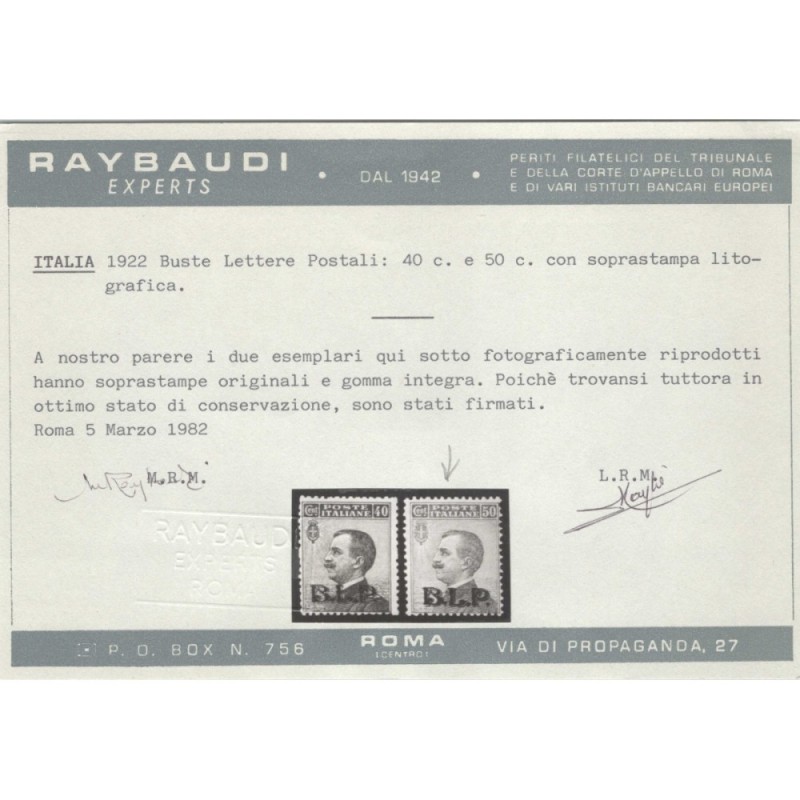 RAYBAUDI
EXPERTS
• DAL 1942 •
PERITI FILATELICI DEL TRIBUNALE
E DELLA CORTE D'APPELLO DI ROMA
E DI VARI ISTITUTI BANCARI EUROPEI
ITALIA 1922 Buste Lettere Postali: 40 c. e 50 c. con soprastampa lito-
grafica.
A nostro parere i due esemplari qui sotto fotograficamente riprodotti
hanno soprastampe originali e gomma integra. Poichè trovansi tuttora in
ottimo stato di conservazione, sono stati firmati.
Roma 5 Marzo 1982
M.R.M.
L.R.M.
RAYBAUDI
EXPERTS
ROMA
Cent POSTE ITALIANE 40
B.L.P.
Cent POSTE ITALIANE 50
B.L.P.
P. O. BOX N. 756
ROMA
(CENTRO)
VIA DI PROPAGANDA, 27